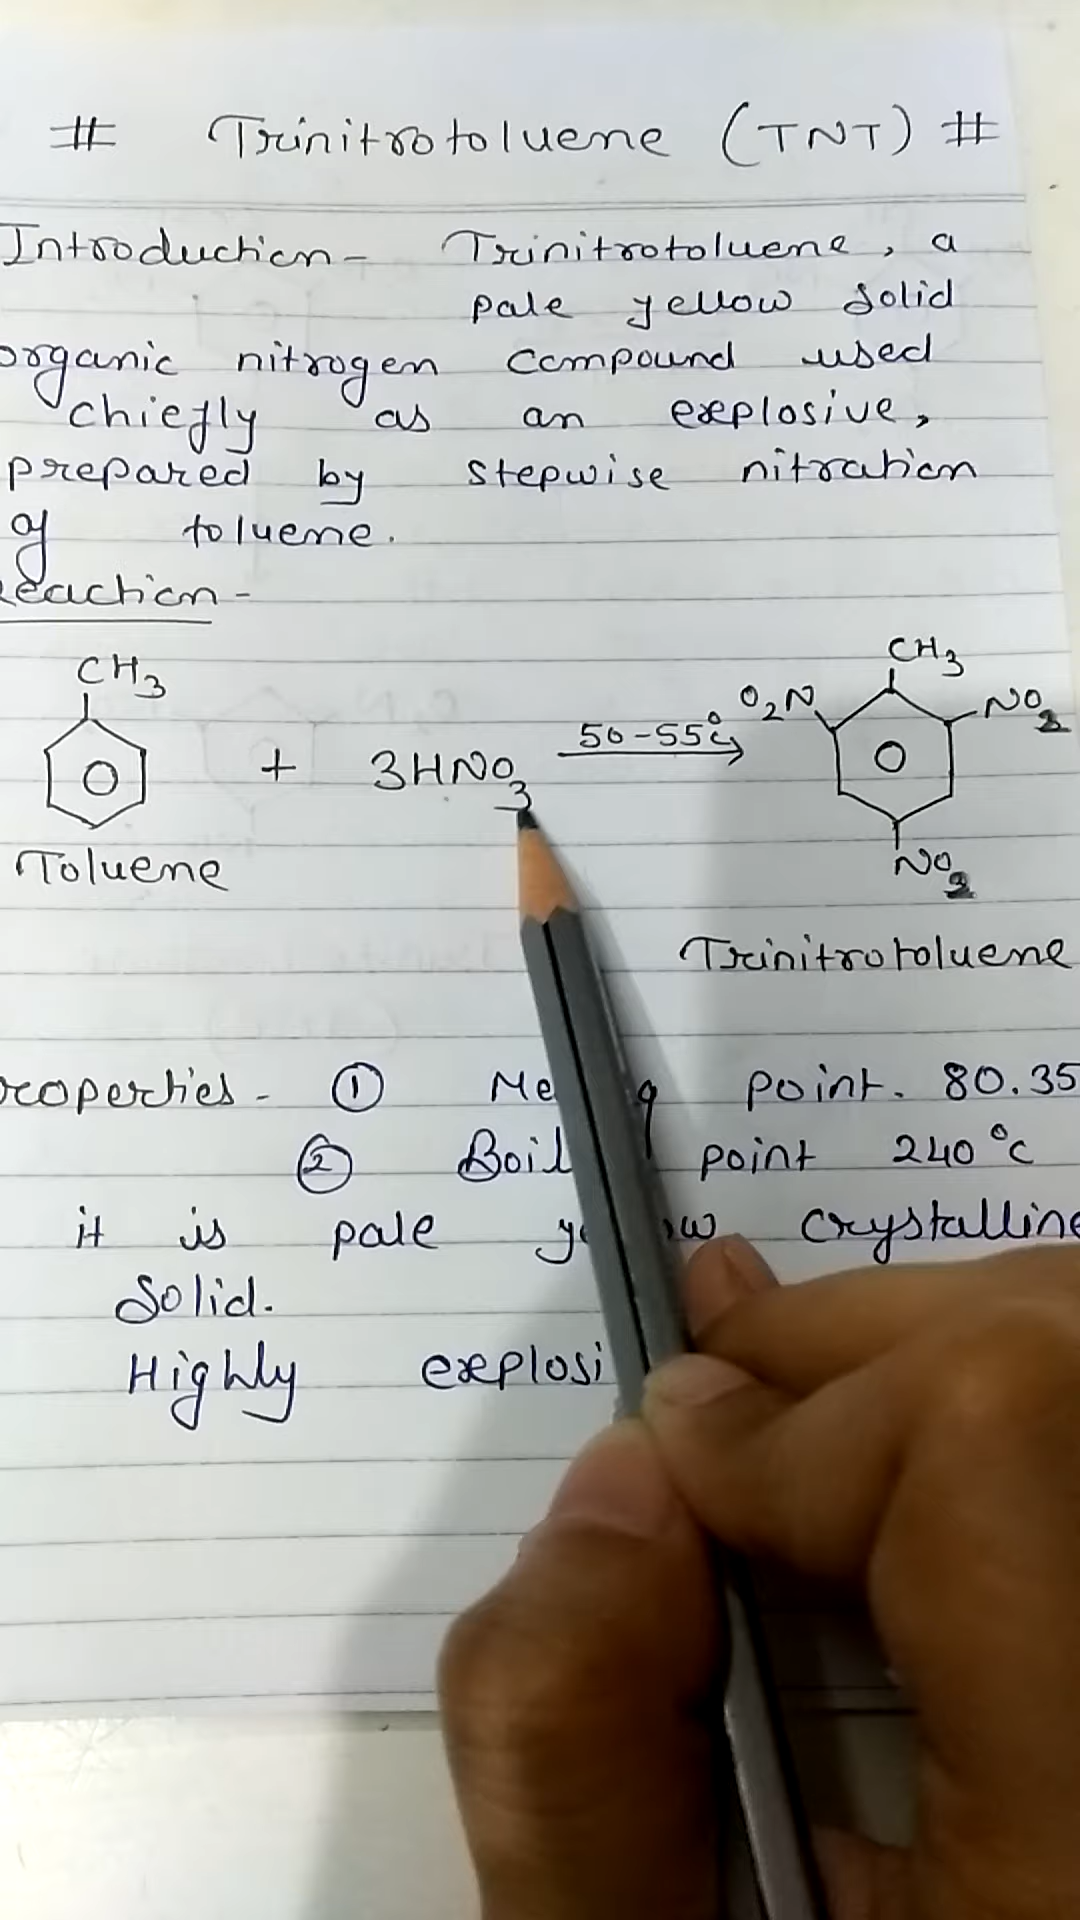 # Trinitrotoluene (TNT) #
Introduction - Trinitrotoluene, a
pale yellow solid
organic nitrogen compound used
chiefly as an explosive,
prepared by stepwise nitration
of toluene.
Reaction -
CH3 + 3HNO3 50-55°C O2N CH3 NO2
NO2
Toluene
Trinitrotoluene
Properties - ① point. 80.35
② point 240°C
it is pale crystalline
Solid.
Highly